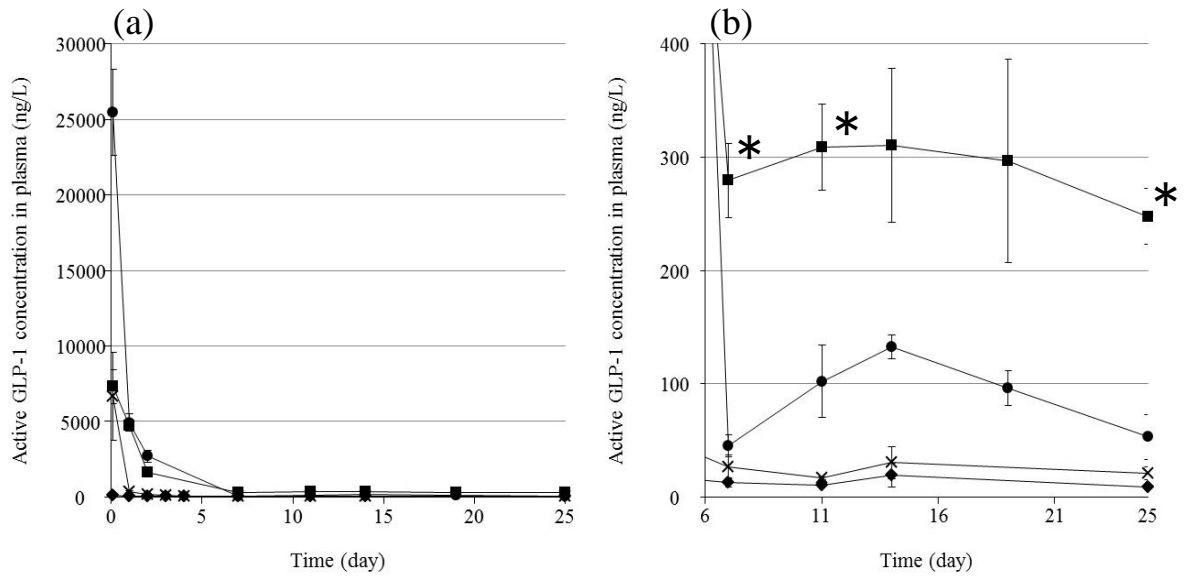 (a)
30000
25000
20000
15000
10000
5000
0
0 5 10 15 20 25
Time (day)
Active GLP-1 concentration in plasma (ng/L)
(b)
400
300
200
100
0
6 11 16 21 25
Time (day)
Active GLP-1 concentration in plasma (ng/L)
* * *